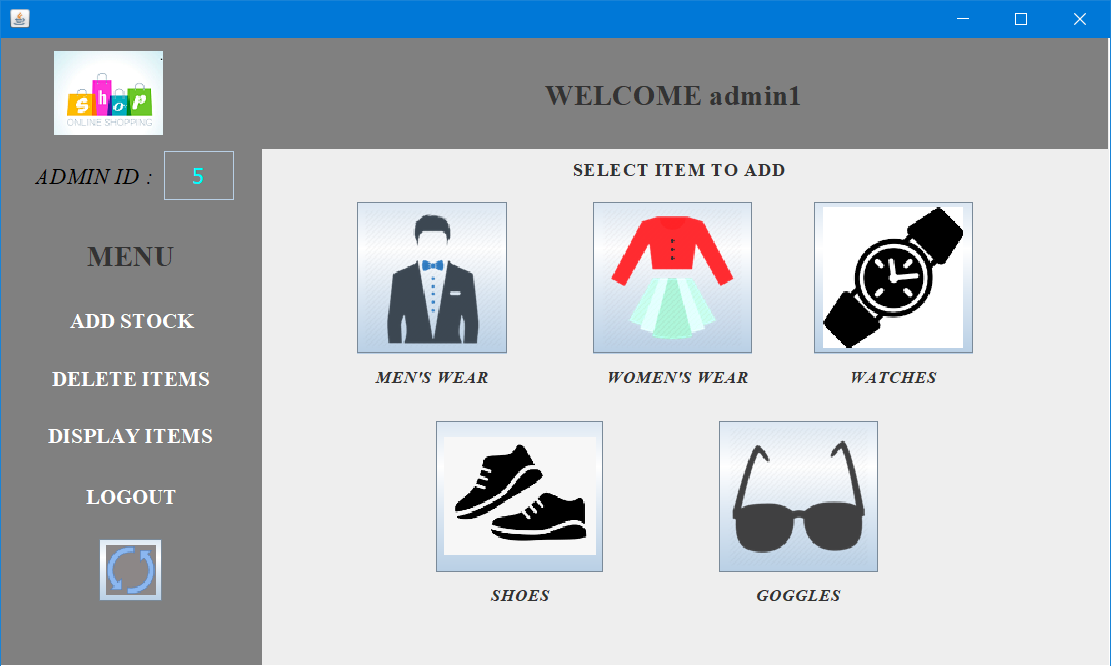 shop
ONLINE SHOPPING
WELCOME admin1
ADMIN ID :
5
MENU
ADD STOCK
DELETE ITEMS
DISPLAY ITEMS
LOGOUT
SELECT ITEM TO ADD
MEN'S WEAR
WOMEN'S WEAR
WATCHES
SHOES
GOGGLES